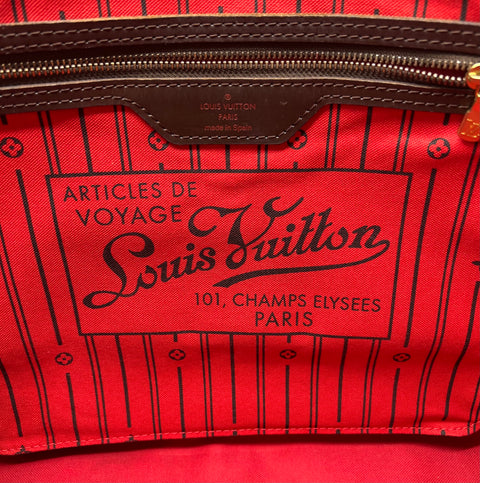 LOUIS VUITTON
PARIS
made in Spain
ARTICLES DE
VOYAGE
Louis Vuitton
101, CHAMPS ELYSEES
PARIS